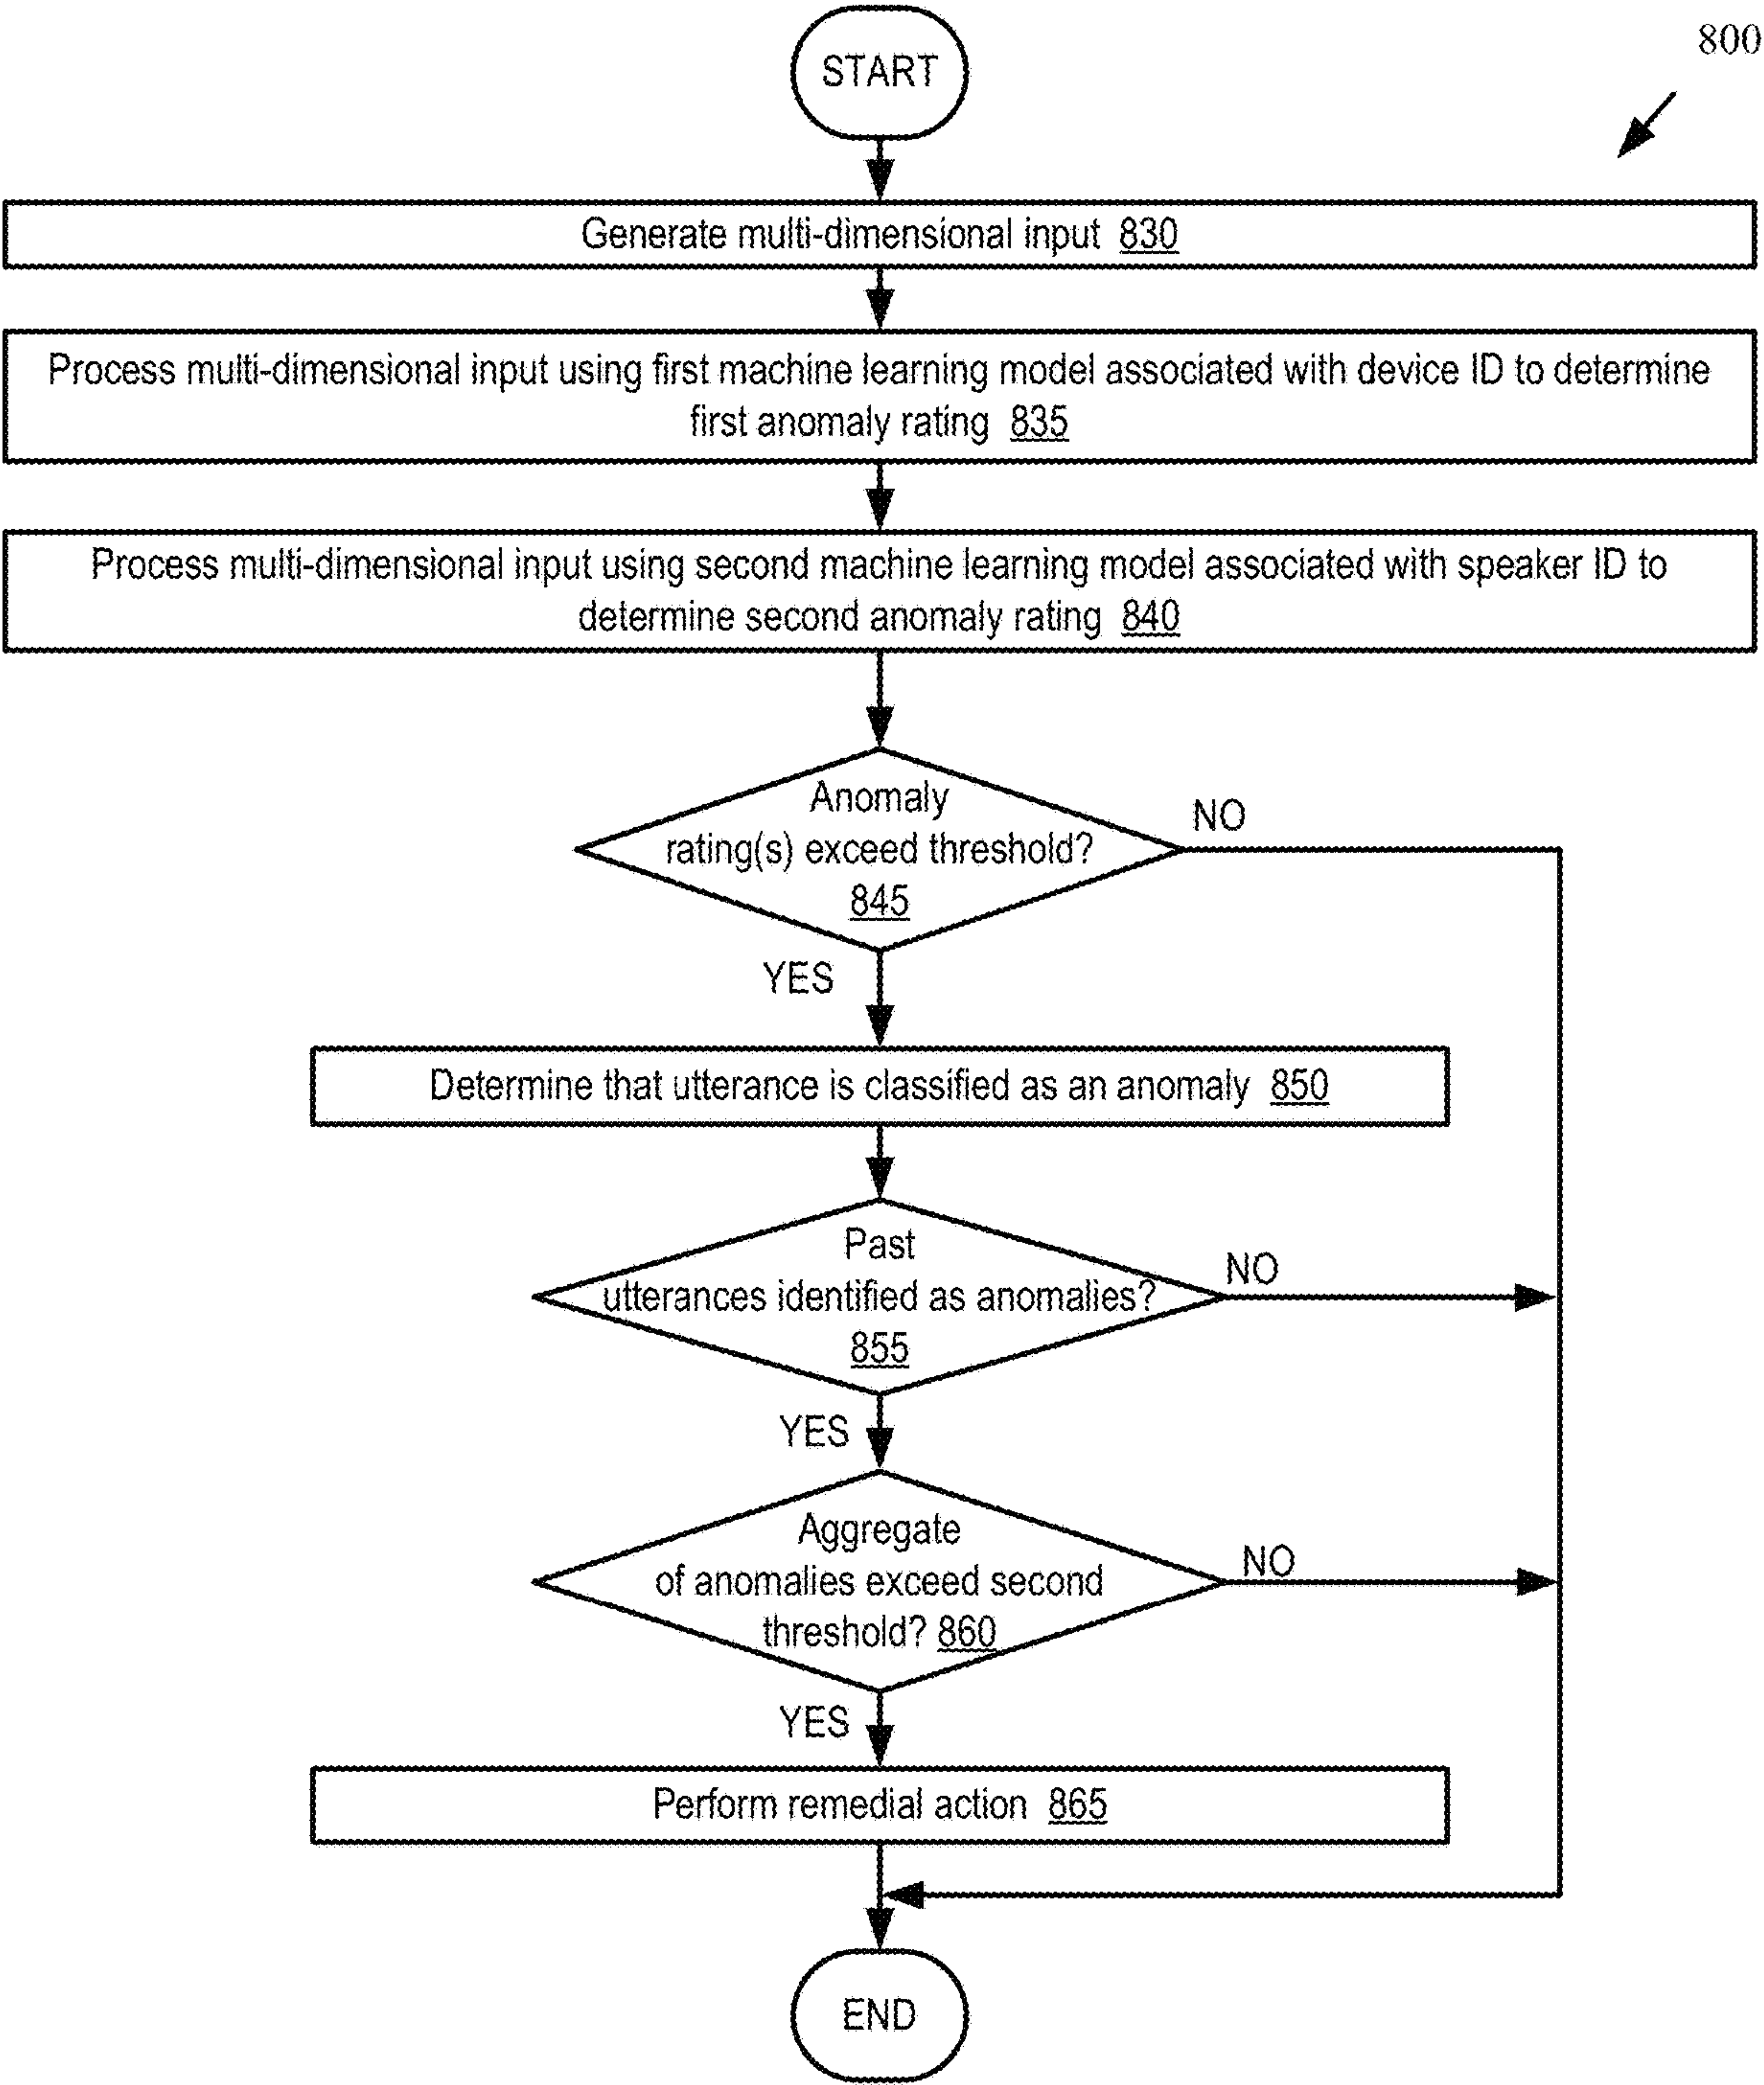 800
START
Generate multi-dimensional input 830
Process multi-dimensional input using first machine learning model associated with device ID to determine
first anomaly rating 835
Process multi-dimensional input using second machine learning model associated with speaker ID to
determine second anomaly rating 840
Anomaly
rating(s) exceed threshold?
845
NO
YES
Determine that utterance is classified as an anomaly 850
Past
utterances identified as anomalies?
855
NO
YES
Aggregate
of anomalies exceed second
threshold? 860
NO
YES
Perform remedial action 865
END